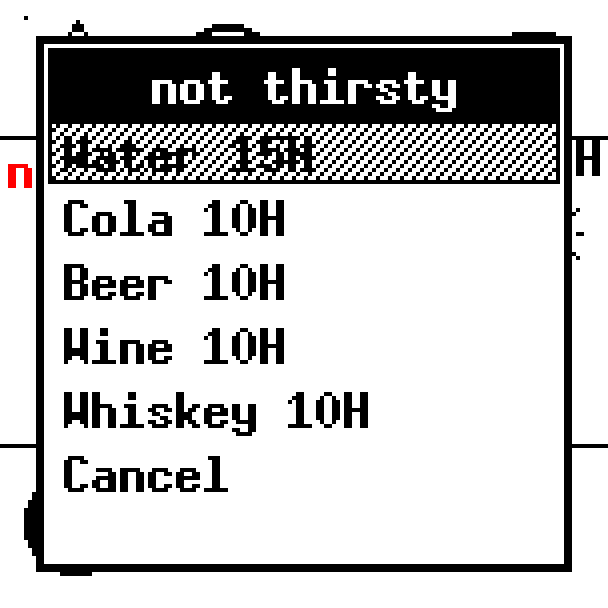 not thirsty
Water 15H
n
H
Cola 10H
Beer 10H
Wine 10H
Whiskey 10H
Cancel